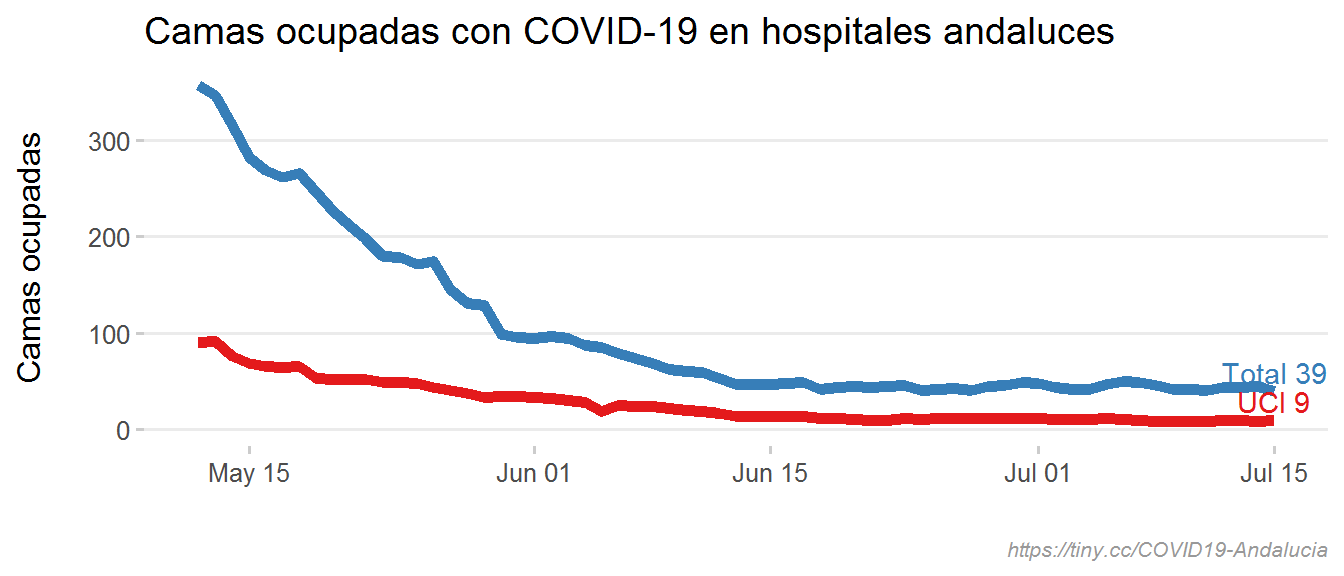 Camas ocupadas con COVID-19 en hospitales andaluces
Camas ocupadas
300
200
100
0
Total 39
UCI 9
May 15
Jun 01
Jun 15
Jul 01
Jul 15
https://tiny.cc/COVID19-Andalucia